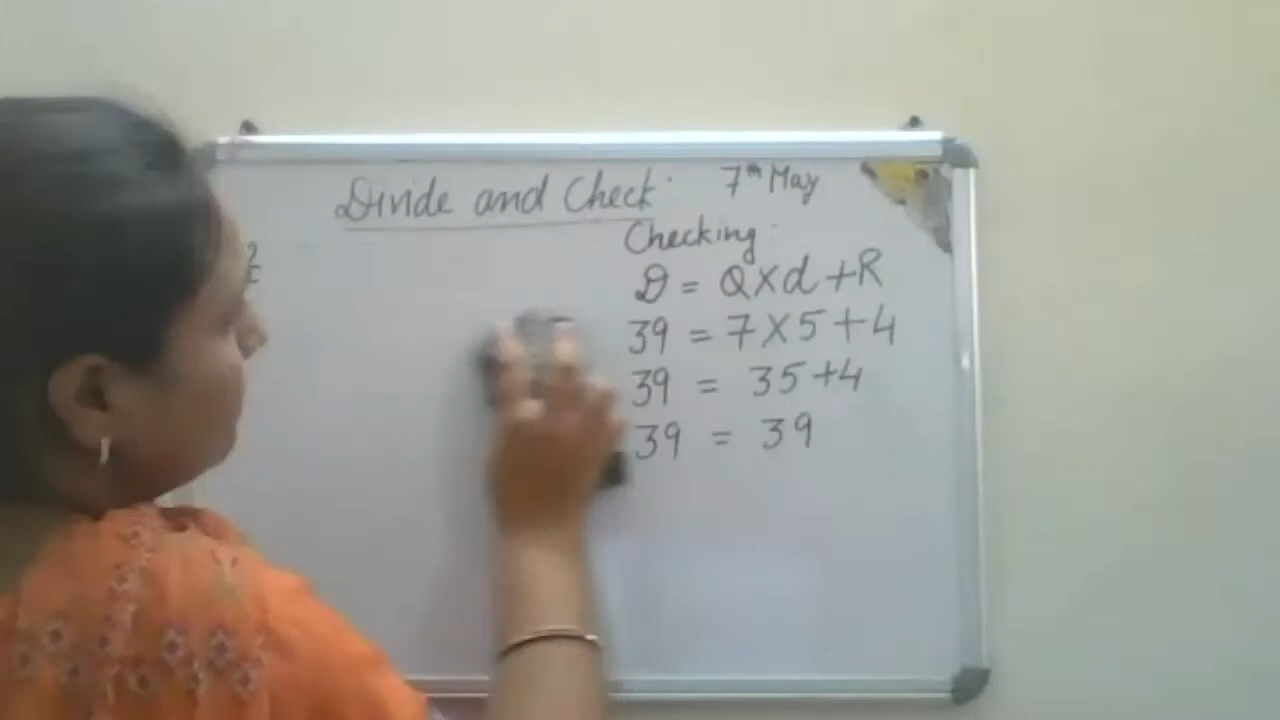 Divide and Check 7th May
Checking:
D = Q X d + R
39 = 7 X 5 + 4
39 = 35 + 4
39 = 39